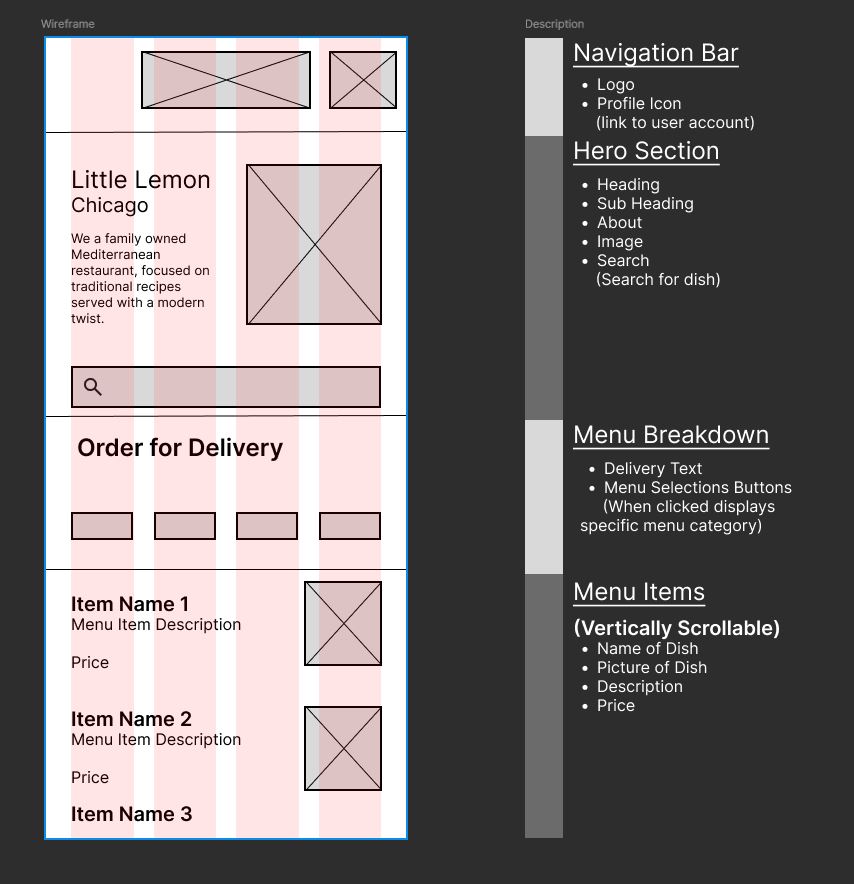 Wireframe
Little Lemon
Chicago
We a family owned
Mediterranean
restaurant, focused on
traditional recipes
served with a modern
twist.
Order for Delivery
Item Name 1
Menu Item Description
Price
Item Name 2
Menu Item Description
Price
Item Name 3
Description
Navigation Bar
• Logo
• Profile Icon
(link to user account)
Hero Section
• Heading
• Sub Heading
• About
• Image
• Search
(Search for dish)
Menu Breakdown
• Delivery Text
• Menu Selections Buttons
(When clicked displays
specific menu category)
Menu Items
(Vertically Scrollable)
• Name of Dish
• Picture of Dish
• Description
• Price